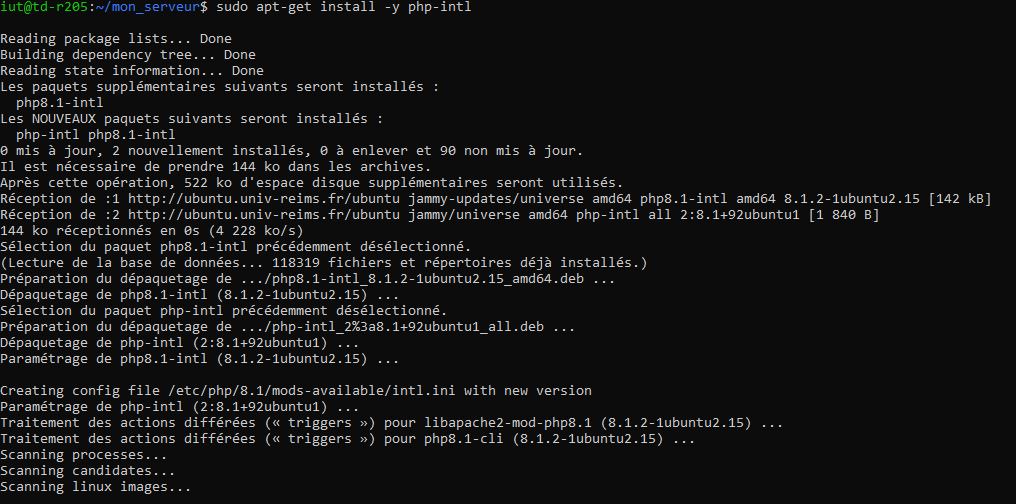 iut@td-r205:~/mon_serveur$ sudo apt-get install -y php-intl
Reading package lists... Done
Building dependency tree... Done
Reading state information... Done
Les paquets supplémentaires suivants seront installés :
php8.1-intl
Les NOUVEAUX paquets suivants seront installés :
php-intl php8.1-intl
0 mis à jour, 2 nouvellement installés, 0 à enlever et 90 non mis à jour.
Il est nécessaire de prendre 144 ko dans les archives.
Après cette opération, 522 ko d'espace disque supplémentaires seront utilisés.
Réception de :1 http://ubuntu.univ-reims.fr/ubuntu jammy-updates/universe amd64 php8.1-intl amd64 8.1.2-1ubuntu2.15 [142 kB]
Réception de :2 http://ubuntu.univ-reims.fr/ubuntu jammy/universe amd64 php-intl all 2:8.1+92ubuntu1 [1 840 B]
144 ko réceptionnés en 0s (4 228 ko/s)
Sélection du paquet php8.1-intl précédemment désélectionné.
(Lecture de la base de données... 118319 fichiers et répertoires déjà installés.)
Préparation du dépaquetage de .../php8.1-intl_8.1.2-1ubuntu2.15_amd64.deb ...
Dépaquetage de php8.1-intl (8.1.2-1ubuntu2.15) ...
Sélection du paquet php-intl précédemment désélectionné.
Préparation du dépaquetage de .../php-intl_2%3a8.1+92ubuntu1_all.deb ...
Dépaquetage de php-intl (2:8.1+92ubuntu1) ...
Paramétrage de php8.1-intl (8.1.2-1ubuntu2.15) ...
Creating config file /etc/php/8.1/mods-available/intl.ini with new version
Paramétrage de php-intl (2:8.1+92ubuntu1) ...
Traitement des actions différées (« triggers ») pour libapache2-mod-php8.1 (8.1.2-1ubuntu2.15) ...
Traitement des actions différées (« triggers ») pour php8.1-cli (8.1.2-1ubuntu2.15) ...
Scanning processes...
Scanning candidates...
Scanning linux images...